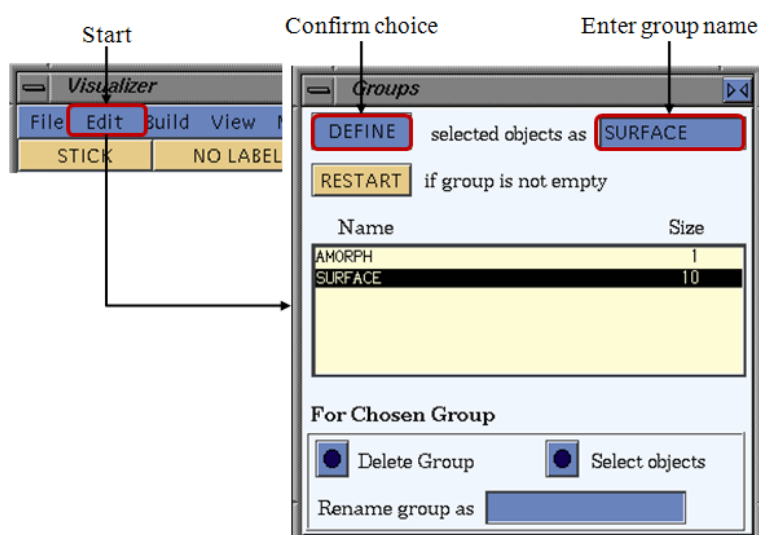 Start
Confirm choice
Enter group name
Visualizer
File Edit Build View
STICK NO LABEL
Groups
DEFINE selected objects as SURFACE
RESTART if group is not empty
Name Size
AMORPH 1
SURFACE 10
For Chosen Group
Delete Group Select objects
Rename group as